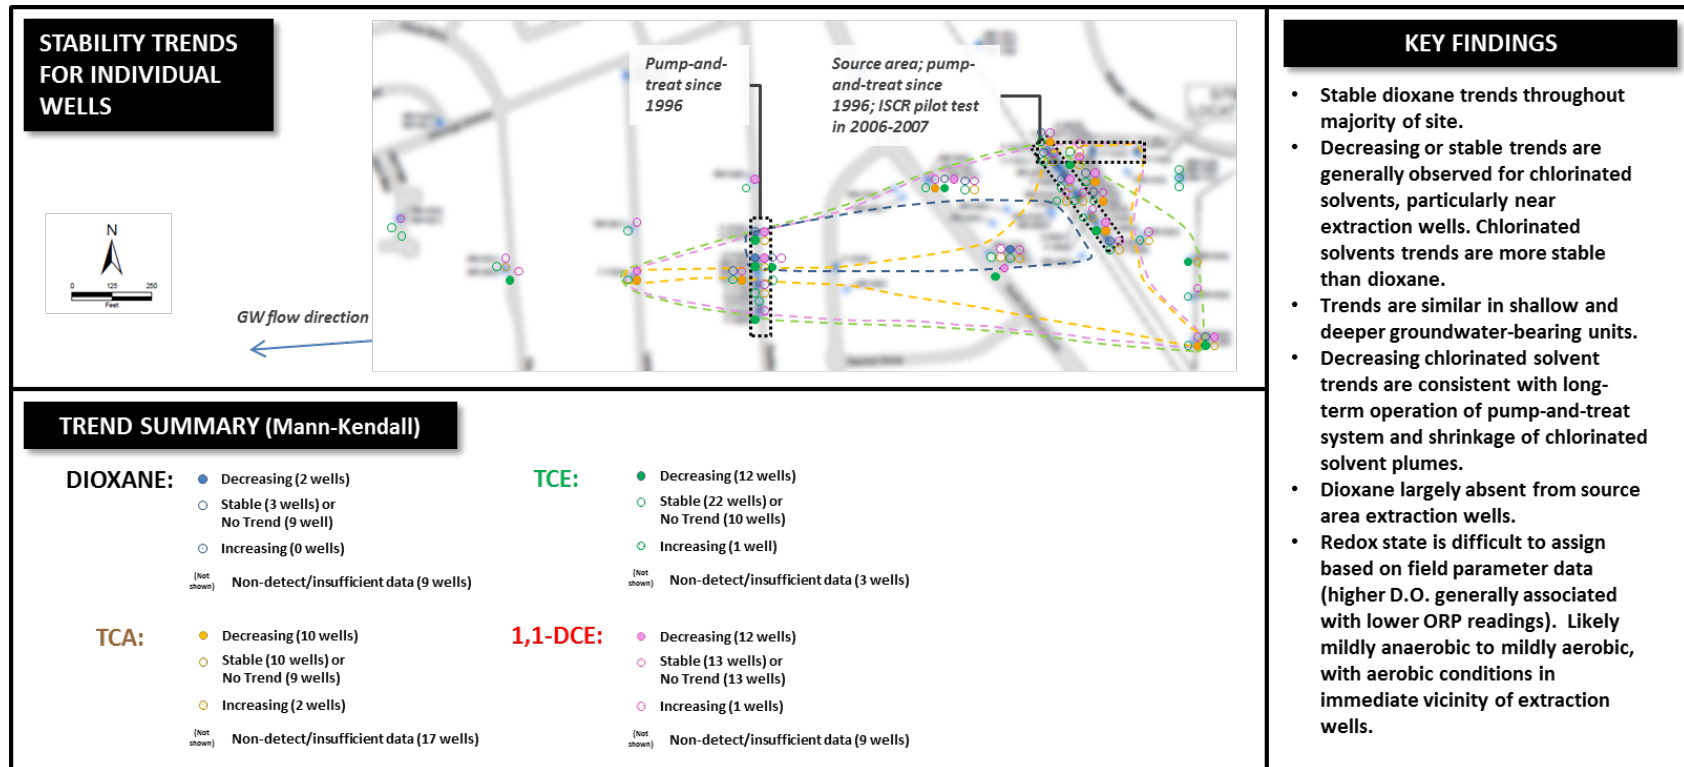 STABILITY TRENDS
FOR INDIVIDUAL
WELLS
Pump-and-
treat since
1996
Source area; pump-
and-treat since
1996; ISCR pilot test
in 2006-2007
N
0 125 250
Feet
GW flow direction
TREND SUMMARY (Mann-Kendall)
DIOXANE:
Decreasing (2 wells)
Stable (3 wells) or
No Trend (9 well)
Increasing (0 wells)
(Not
shown)
Non-detect/insufficient data (9 wells)
TCE:
Decreasing (12 wells)
Stable (22 wells) or
No Trend (10 wells)
Increasing (1 well)
(Not
shown)
Non-detect/insufficient data (3 wells)
TCA:
Decreasing (10 wells)
Stable (10 wells) or
No Trend (9 wells)
Increasing (2 wells)
(Not
shown)
Non-detect/insufficient data (17 wells)
1,1-DCE:
Decreasing (12 wells)
Stable (13 wells) or
No Trend (13 wells)
Increasing (1 wells)
(Not
shown)
Non-detect/insufficient data (9 wells)
KEY FINDINGS
• Stable dioxane trends throughout
majority of site.
• Decreasing or stable trends are
generally observed for chlorinated
solvents, particularly near
extraction wells. Chlorinated
solvents trends are more stable
than dioxane.
• Trends are similar in shallow and
deeper groundwater-bearing units.
• Decreasing chlorinated solvent
trends are consistent with long-
term operation of pump-and-treat
system and shrinkage of chlorinated
solvent plumes.
• Dioxane largely absent from source
area extraction wells.
• Redox state is difficult to assign
based on field parameter data
(higher D.O. generally associated
with lower ORP readings). Likely
mildly anaerobic to mildly aerobic,
with aerobic conditions in
immediate vicinity of extraction
wells.